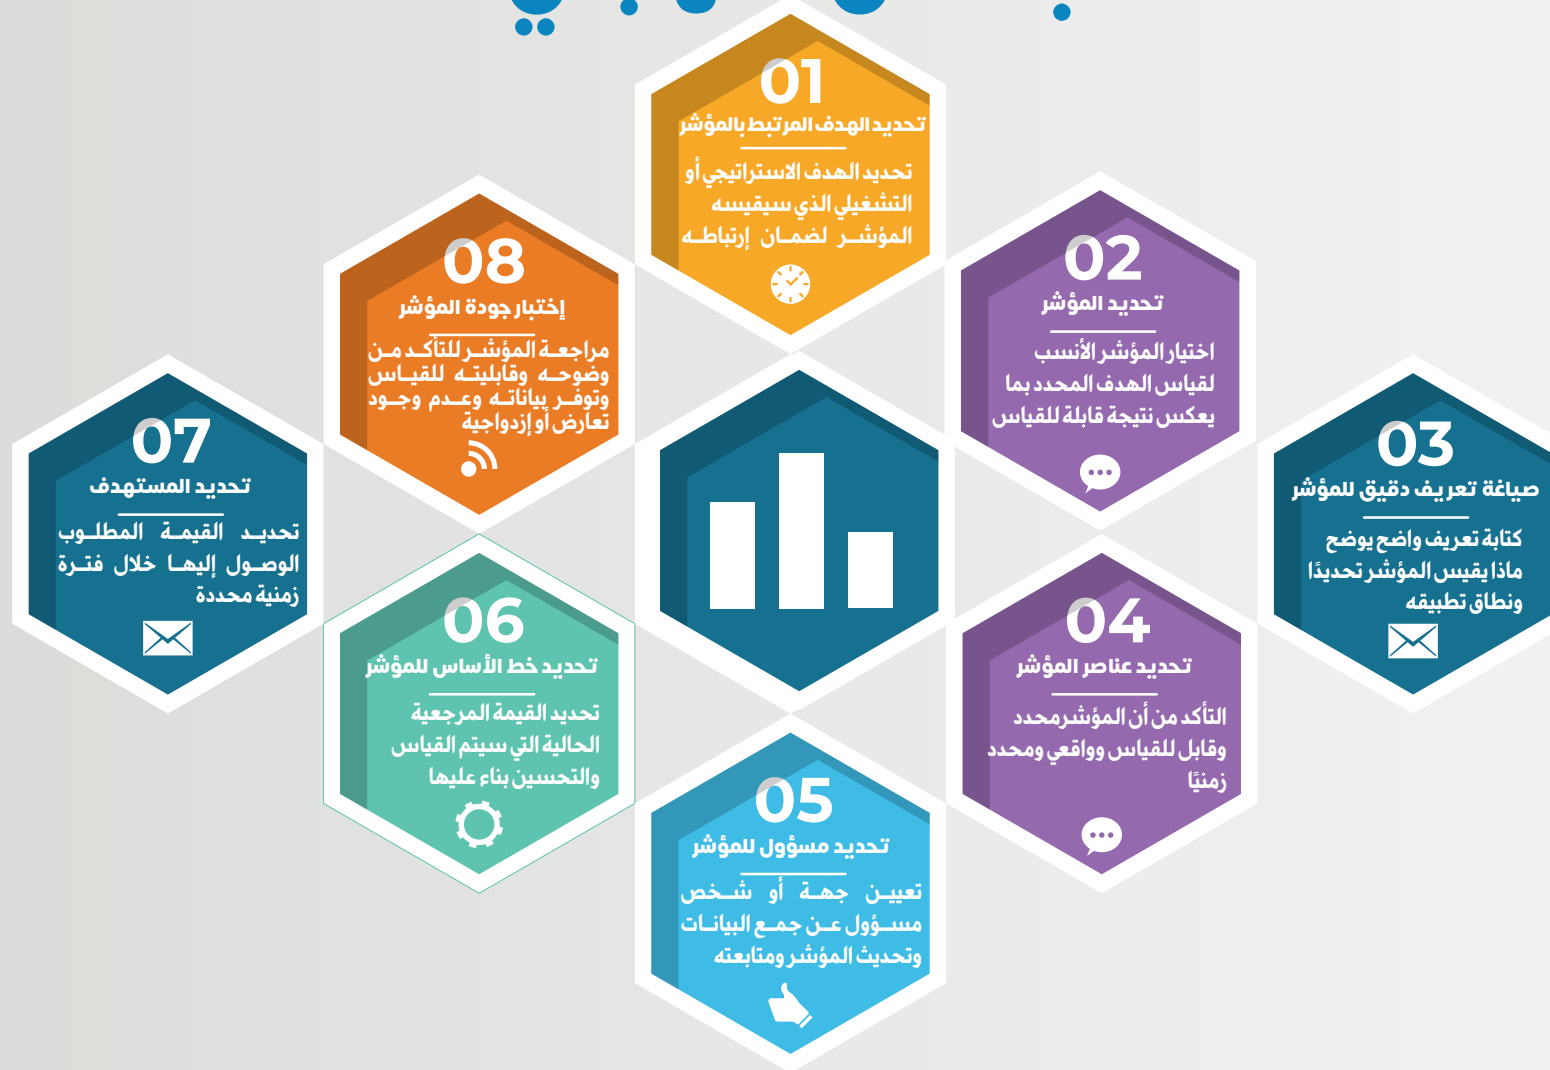 01
تحديد الهدف المرتبط بالمؤشر
تحديد الهدف الاستراتيجي أو
التشغيلي الذي سيقيسه
المؤشر لضمان إرتباطه
02
تحديد المؤشر
اختيار المؤشر الأنسب
لقياس الهدف المحدد بما
يعكس نتيجة قابلة للقياس
03
صياغة تعريف دقيق للمؤشر
كتابة تعريف واضح يوضح
ماذا يقيس المؤشر تحديدًا
ونطاق تطبيقه
04
تحديد عناصر المؤشر
التأكد من أن المؤشرمحدد
وقابل للقياس وواقعي ومحدد
زمنيًا
05
تحديد مسؤول للمؤشر
تعيين جهة أو شخص
مسؤول عن جمع البيانات
وتحديث المؤشر ومتابعته
06
تحديد خط الأساس للمؤشر
تحديد القيمة المرجعية
الحالية التي سيتم القياس
والتحسين بناء عليها
07
تحديد المستهدف
تحديد القيمة المطلوب
الوصول إليها خلال فترة
زمنية محددة
08
إختبار جودة المؤشر
مراجعة المؤشر للتأكد من
وضوحه وقابليته للقياس
وتوفر بياناته وعدم وجود
تعارض أو إزدواجية